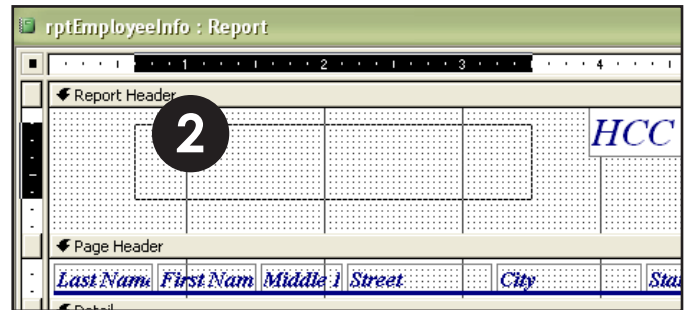 rptEmployeeInfo : Report
1 2 3 4
Report Header
2
HCC
Page Header
Last Name First Nam Middle Street City
Detail